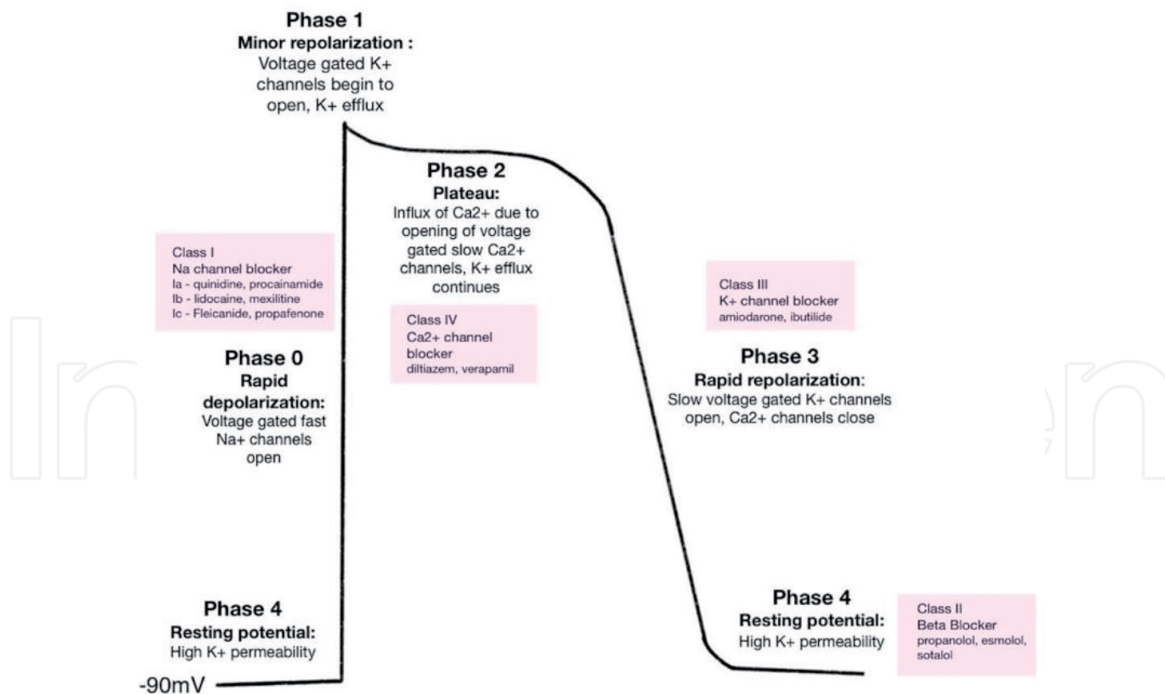 Phase 1
Minor repolarization :
Voltage gated K+
channels begin to
open, K+ efflux
Phase 2
Plateau:
Influx of Ca2+ due to
opening of voltage
gated slow Ca2+
channels, K+ efflux
continues
Class I
Na channel blocker
Ia - quinidine, procainamide
Ib - lidocaine, mexilitine
Ic - Fleicanide, propafenone
Class IV
Ca2+ channel
blocker
diltiazem, verapamil
Class III
K+ channel blocker
amiodarone, ibutilide
Phase 0
Rapid
depolarization:
Voltage gated fast
Na+ channels
open
Phase 3
Rapid repolarization:
Slow voltage gated K+ channels
open, Ca2+ channels close
Phase 4
Resting potential:
High K+ permeability
Phase 4
Resting potential:
High K+ permeability
Class II
Beta Blocker
propanolol, esmolol,
sotalol
-90mV